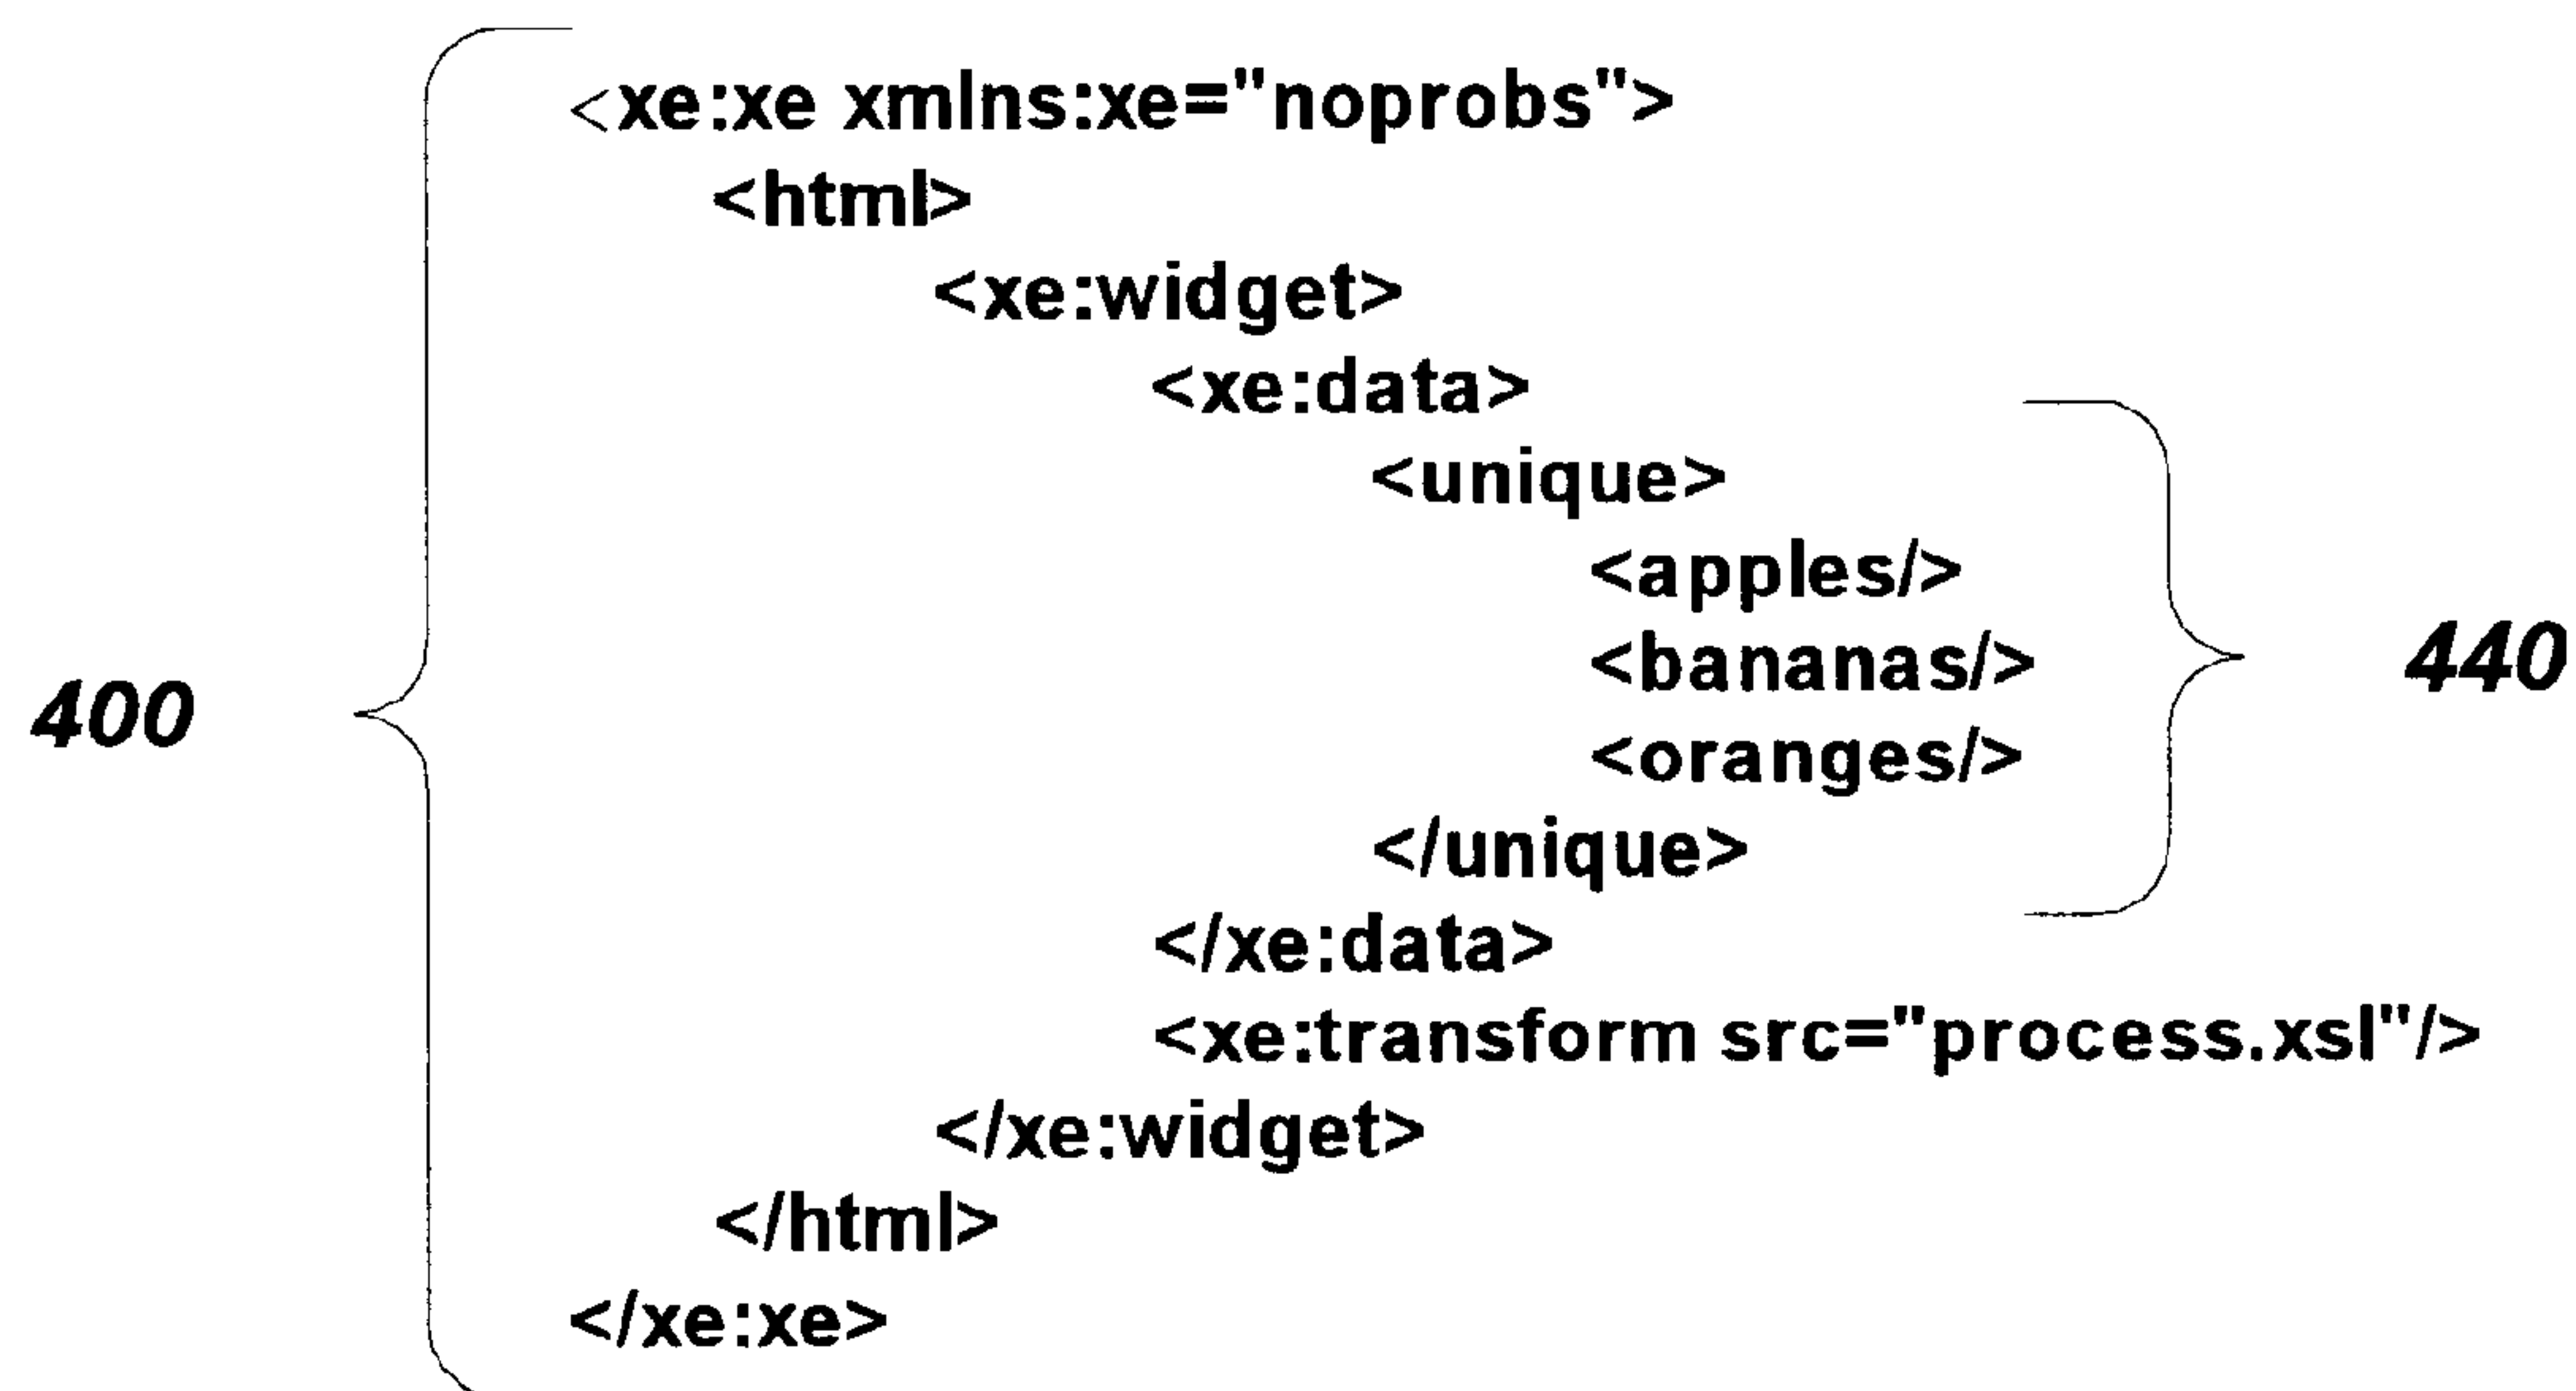 <xe:xe xmlns:xe="noprobs">
<html>
<xe:widget>
<xe:data>
<unique>
<apples/>
<bananas/>
440
400
<oranges/>
</unique>
</xe:data>
<xe:transform src="process.xsl"/>
</xe:widget>
</html>
</xe:xe>